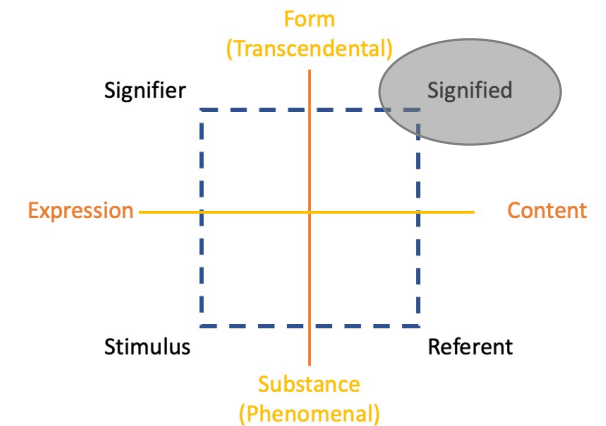 Form
(Transcendental)
Signifier
Signified
Expression
Content
Stimulus
Referent
Substance
(Phenomenal)